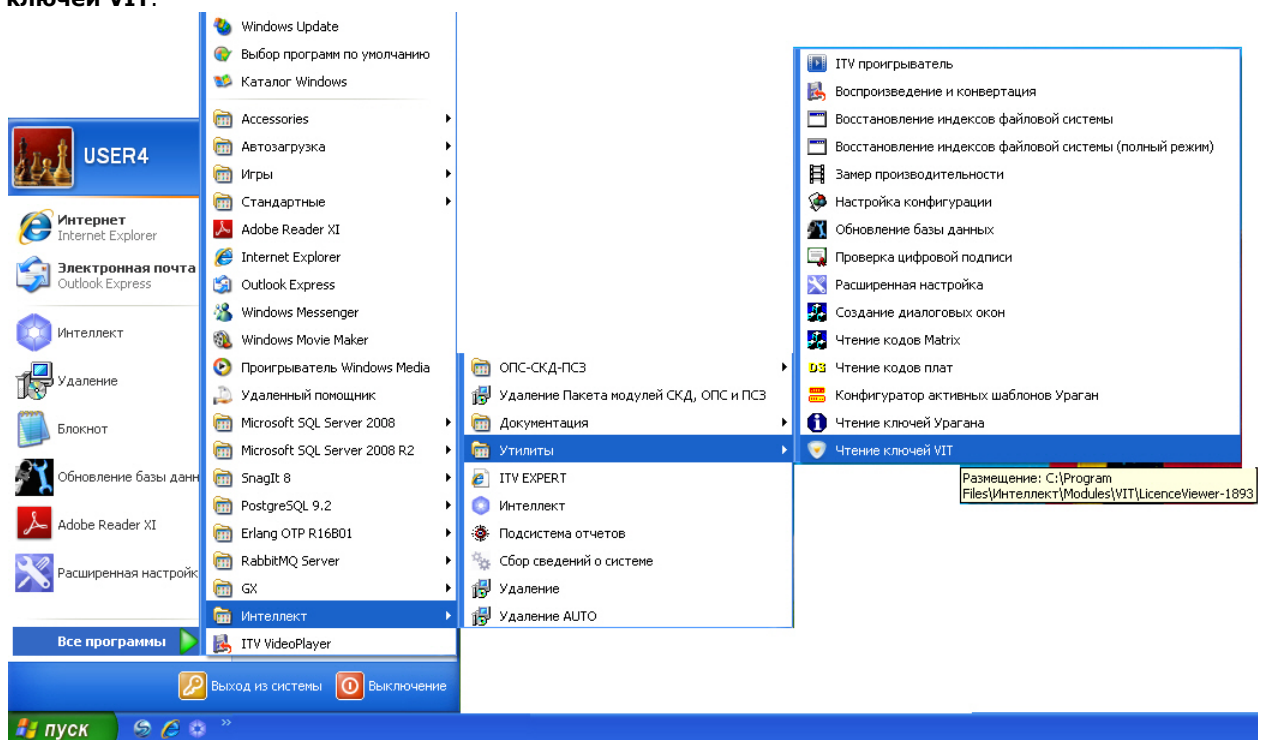 ключей VIT.
USER4
Интернет
Internet Explorer
Электронная почта
Outlook Express
Интеллект
Удаление
Блокнот
Обновление базы данн
Adobe Reader XI
Расширенная настройк
Все программы
Windows Update
Выбор программ по умолчанию
Каталог Windows
Accessories
Автозагрузка
Игры
Стандартные
Adobe Reader XI
Internet Explorer
Outlook Express
Windows Messenger
Windows Movie Maker
Проигрыватель Windows Media
Удаленный помощник
Microsoft SQL Server 2008
Microsoft SQL Server 2008 R2
SnagIt 8
PostgreSQL 9.2
Erlang OTP R16B01
RabbitMQ Server
GX
Интеллект
ITV VideoPlayer
ОПС-СКД-ПСЗ
Удаление Пакета модулей СКД, ОПС и ПСЗ
Документация
Утилиты
ITV EXPERT
Интеллект
Подсистема отчетов
Сбор сведений о системе
Удаление
Удаление AUTO
ITV проигрыватель
Воспроизведение и конвертация
Восстановление индексов файловой системы
Восстановление индексов файловой системы (полный режим)
Замер производительности
Настройка конфигурации
Обновление базы данных
Проверка цифровой подписи
Расширенная настройка
Создание диалоговых окон
Чтение кодов Matrix
Чтение кодов плат
Конфигуратор активных шаблонов Ураган
Чтение ключей Урагана
Чтение ключей VIT
Размещение: C:\Program
Files\Интеллект\Modules\VIT\LicenceViewer-1893
Выход из системы
Выключение
пуск